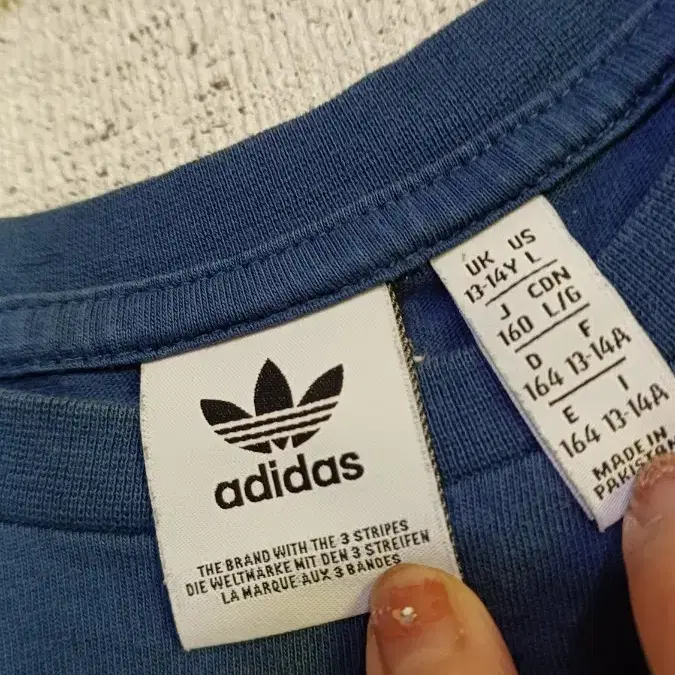 adidas
THE BRAND WITH THE 3 STRIPES
DIE WELTMARKE MIT DEN 3 STREIFEN
LA MARQUE AUX 3 BANDES
UK US
13-14Y L
J CDN
160 L/G
D F
164 13-14A
E I
164 13-14A
MADE IN
PAKISTAN